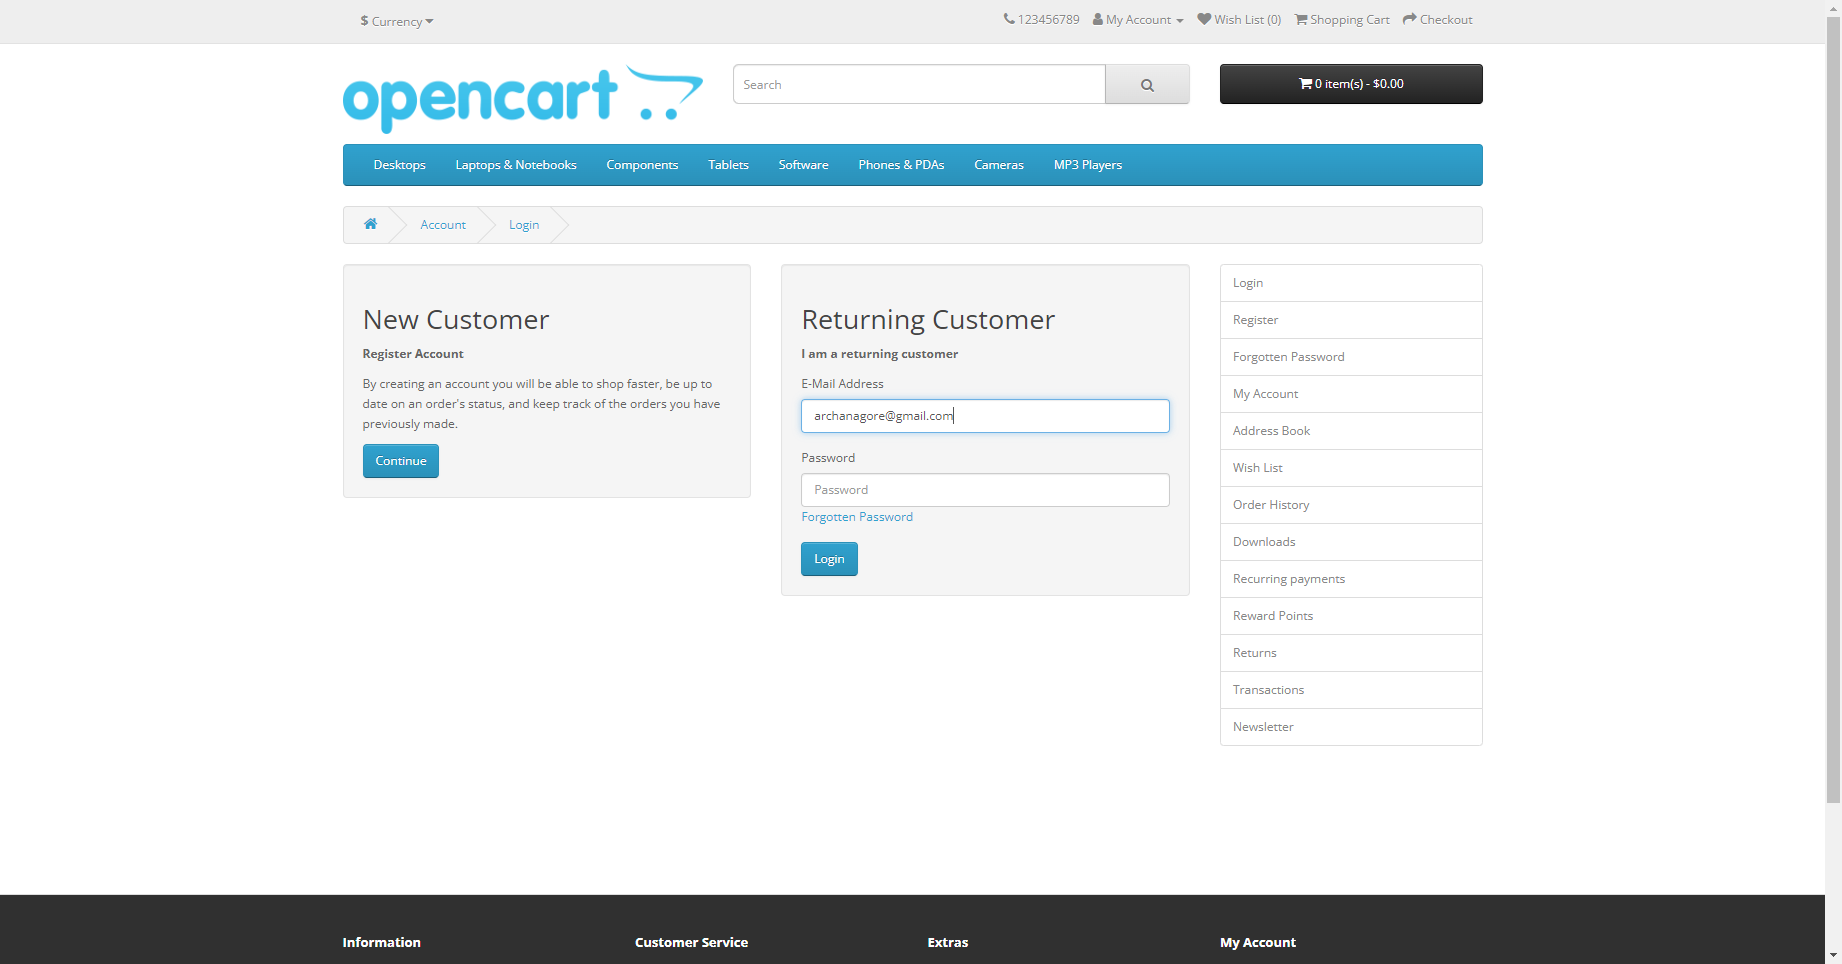 $ Currency
123456789 My Account Wish List (0) Shopping Cart Checkout
opencart
Search
0 item(s) - $0.00
Desktops Laptops & Notebooks Components Tablets Software Phones & PDAs Cameras MP3 Players
Account Login
New Customer
Register Account
By creating an account you will be able to shop faster, be up to
date on an order's status, and keep track of the orders you have
previously made.
Continue
Returning Customer
I am a returning customer
E-Mail Address
archanagore@gmail.com
Password
Password
Forgotten Password
Login
Login
Register
Forgotten Password
My Account
Address Book
Wish List
Order History
Downloads
Recurring payments
Reward Points
Returns
Transactions
Newsletter
Information Customer Service Extras My Account